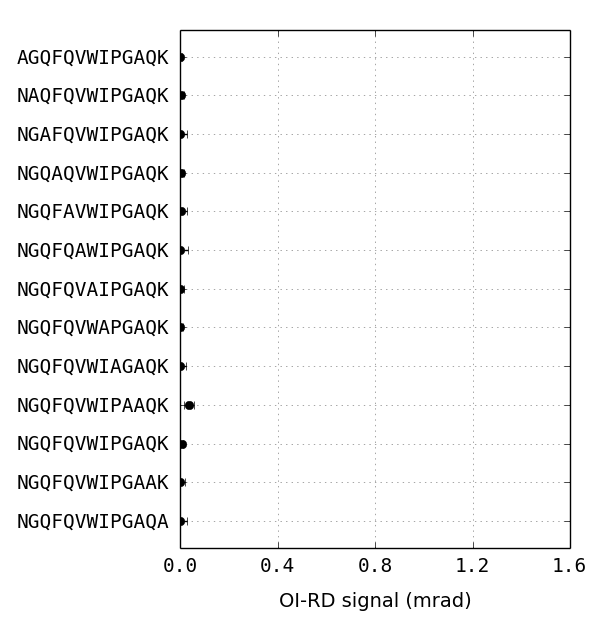 AGQFQVWIPGAQK
NAQFQVWIPGAQK
NGAFQVWIPGAQK
NGQAQVWIPGAQK
NGQFAVWIPGAQK
NGQFQAWIPGAQK
NGQFQVAIPGAQK
NGQFQVWAPGAQK
NGQFQVWIAGAQK
NGQFQVWIPAAQK
NGQFQVWIPGAQK
NGQFQVWIPGAAK
NGQFQVWIPGAQA
0.0 0.4 0.8 1.2 1.6
OI-RD signal (mrad)